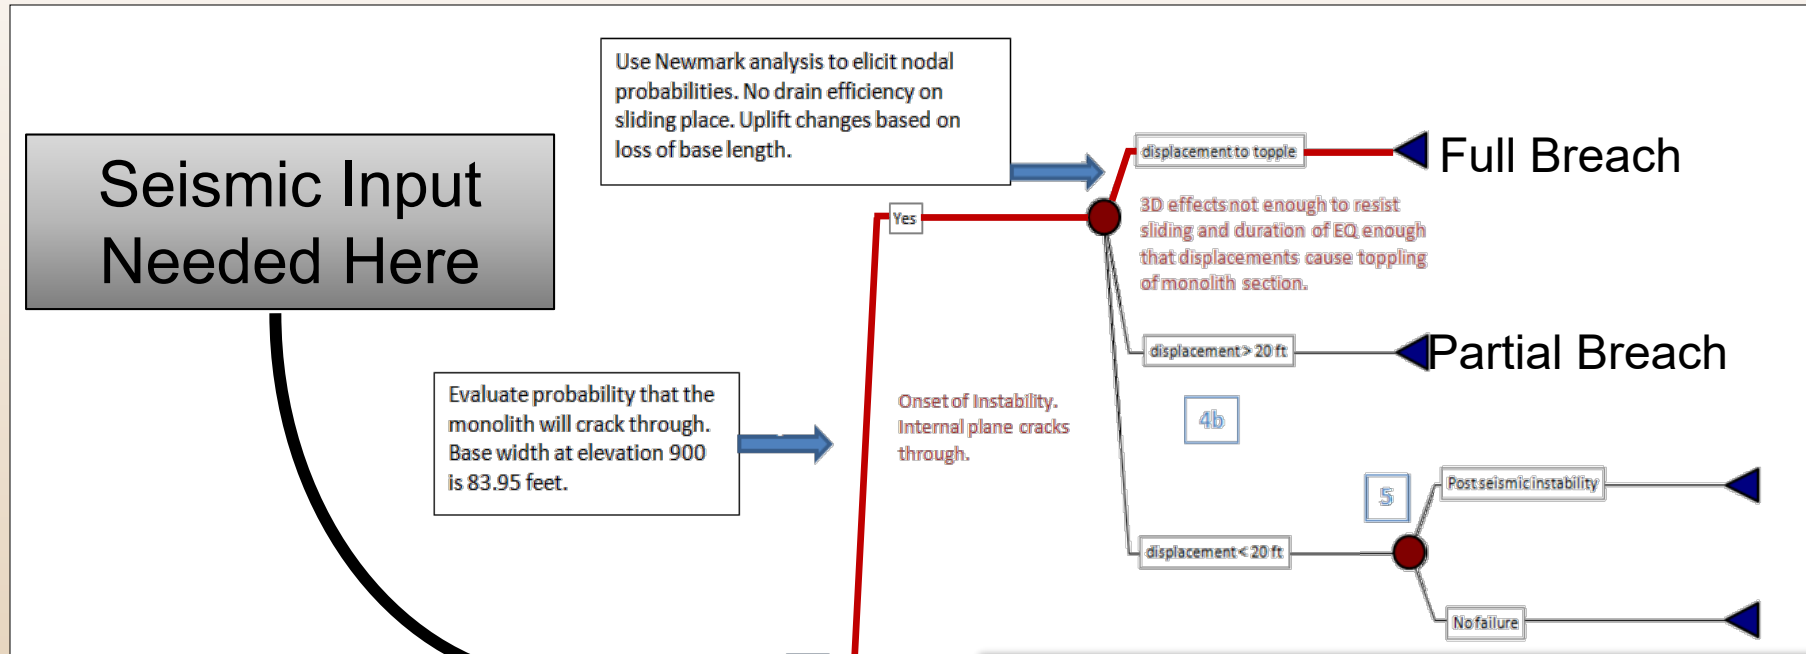 Seismic Input
Needed Here
Use Newmark analysis to elicit nodal
probabilities. No drain efficiency on
sliding place. Uplift changes based on
loss of base length.
Evaluate probability that the
monolith will crack through.
Base width at elevation 900
is 83.95 feet.
Yes
Onset of Instability.
Internal plane cracks
through.
displacement to topple
Full Breach
3D effects not enough to resist
sliding and duration of EQ enough
that displacements cause toppling
of monolith section.
displacement > 20 ft
Partial Breach
4b
displacement < 20 ft
5
Post seismic instability
No failure